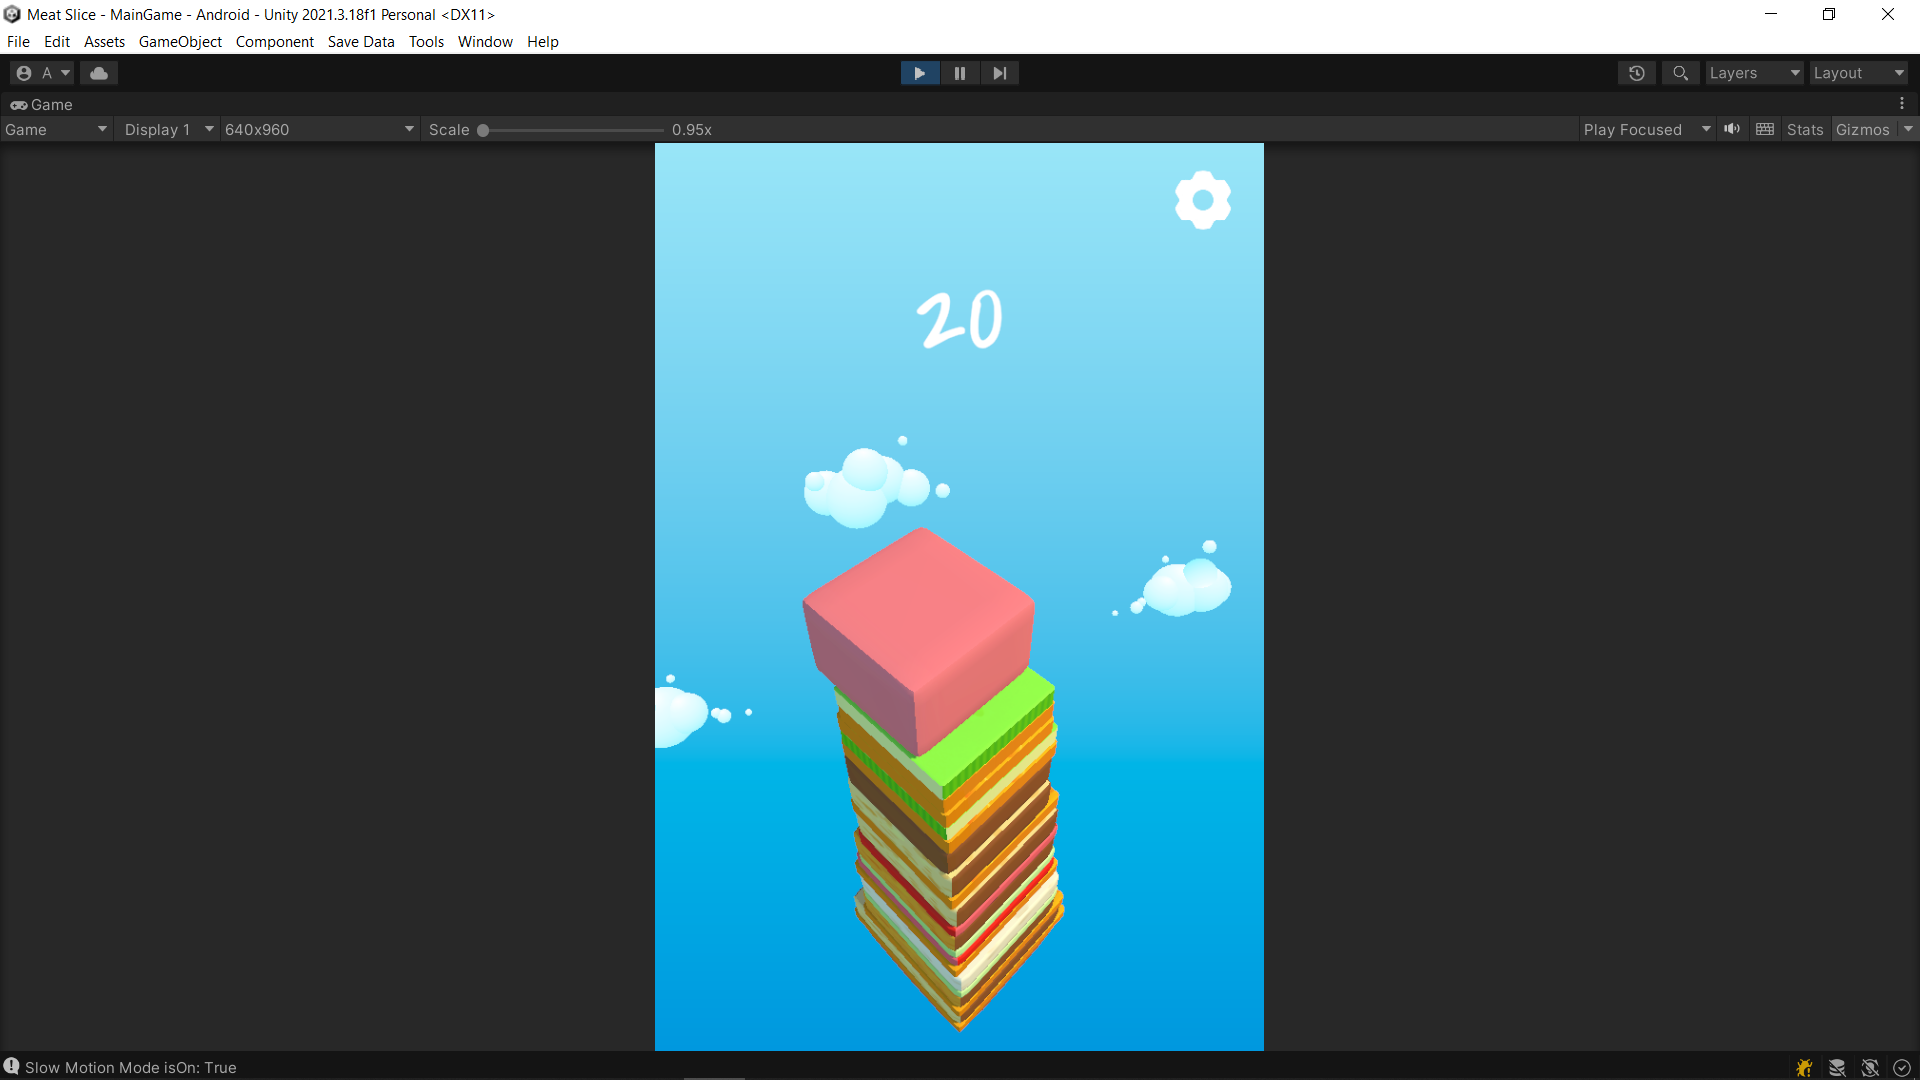 Meat Slice - MainGame - Android - Unity 2021.3.18f1 Personal <DX11>
File Edit Assets GameObject Component Save Data Tools Window Help
A Layers Layout
Game
Game Display 1 640x960 Scale 0.95x Play Focused Stats Gizmos
20
Slow Motion Mode isOn: True